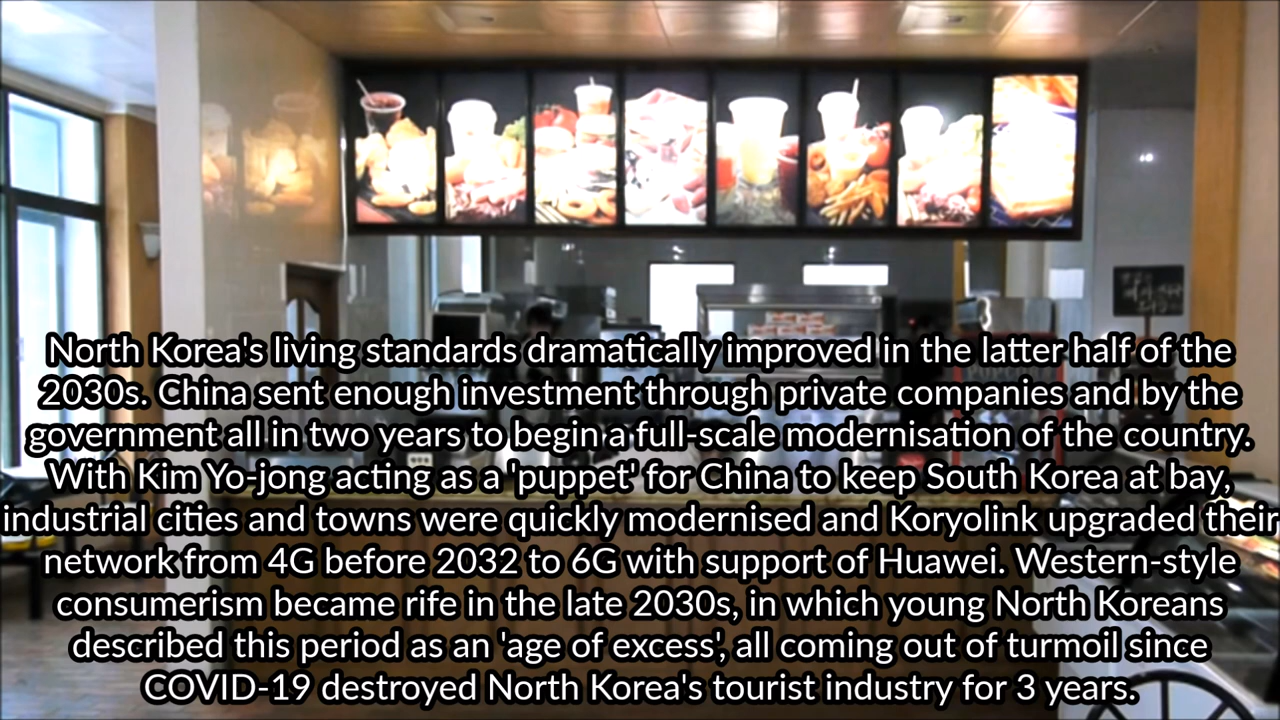 North Korea's living standards dramatically improved in the latter half of the
2030s. China sent enough investment through private companies and by the
government all in two years to begin a full-scale modernisation of the country.
With Kim Yo-jong acting as a 'puppet' for China to keep South Korea at bay,
industrial cities and towns were quickly modernised and Koryolink upgraded their
network from 4G before 2032 to 6G with support of Huawei. Western-style
consumerism became rife in the late 2030s, in which young North Koreans
described this period as an 'age of excess', all coming out of turmoil since
COVID-19 destroyed North Korea's tourist industry for 3 years.